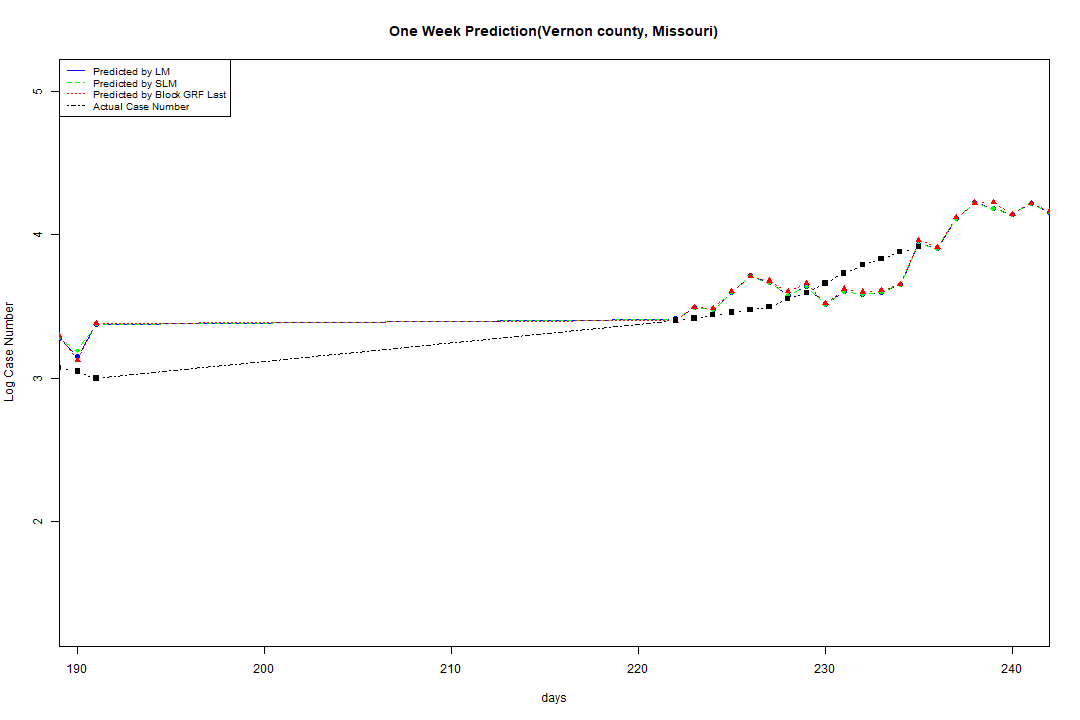 One Week Prediction(Vernon county, Missouri)
Predicted by LM
Predicted by SLM
Predicted by Block GRF Last
Actual Case Number
5
4
3
2
Log Case Number
190 200 210 220 230 240
days